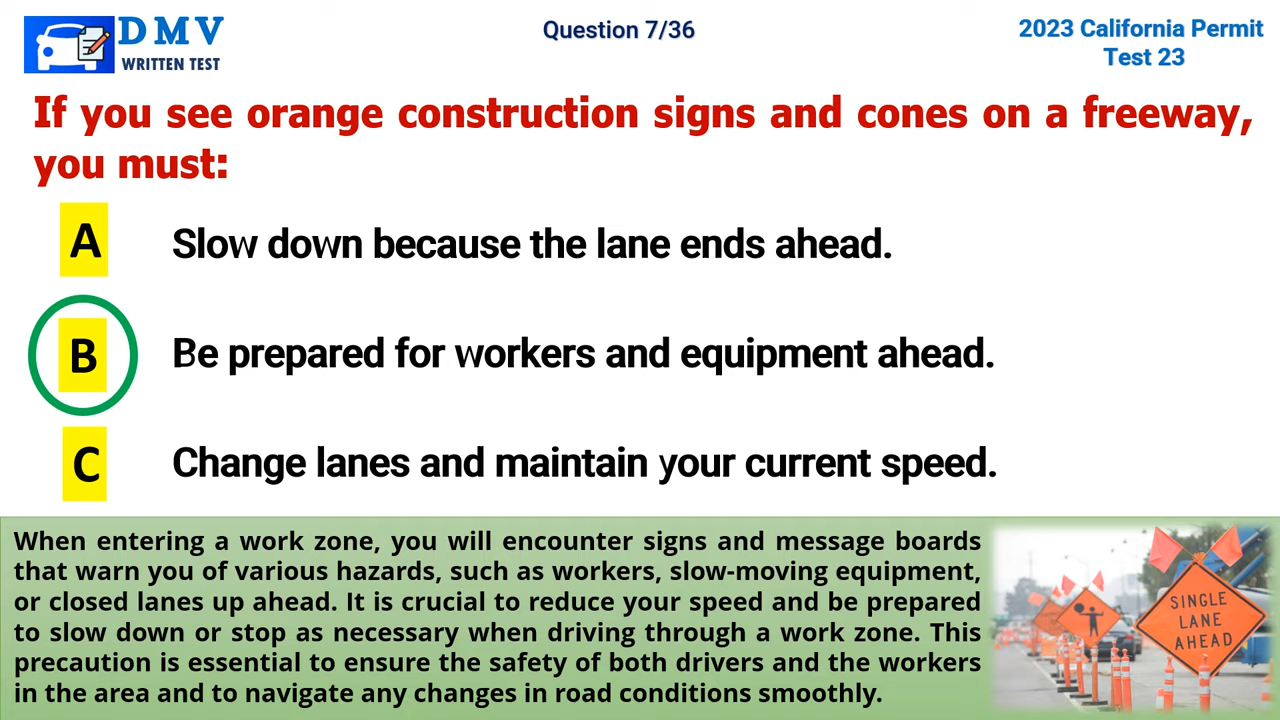 DMV
WRITTEN TEST
Question 7/36
2023 California Permit
Test 23
If you see orange construction signs and cones on a freeway,
you must:
A
Slow down because the lane ends ahead.
B
Be prepared for workers and equipment ahead.
C
Change lanes and maintain your current speed.
When entering a work zone, you will encounter signs and message boards
that warn you of various hazards, such as workers, slow-moving equipment,
or closed lanes up ahead. It is crucial to reduce your speed and be prepared
to slow down or stop as necessary when driving through a work zone. This
precaution is essential to ensure the safety of both drivers and the workers
in the area and to navigate any changes in road conditions smoothly.
SINGLE
LANE
AHEAD